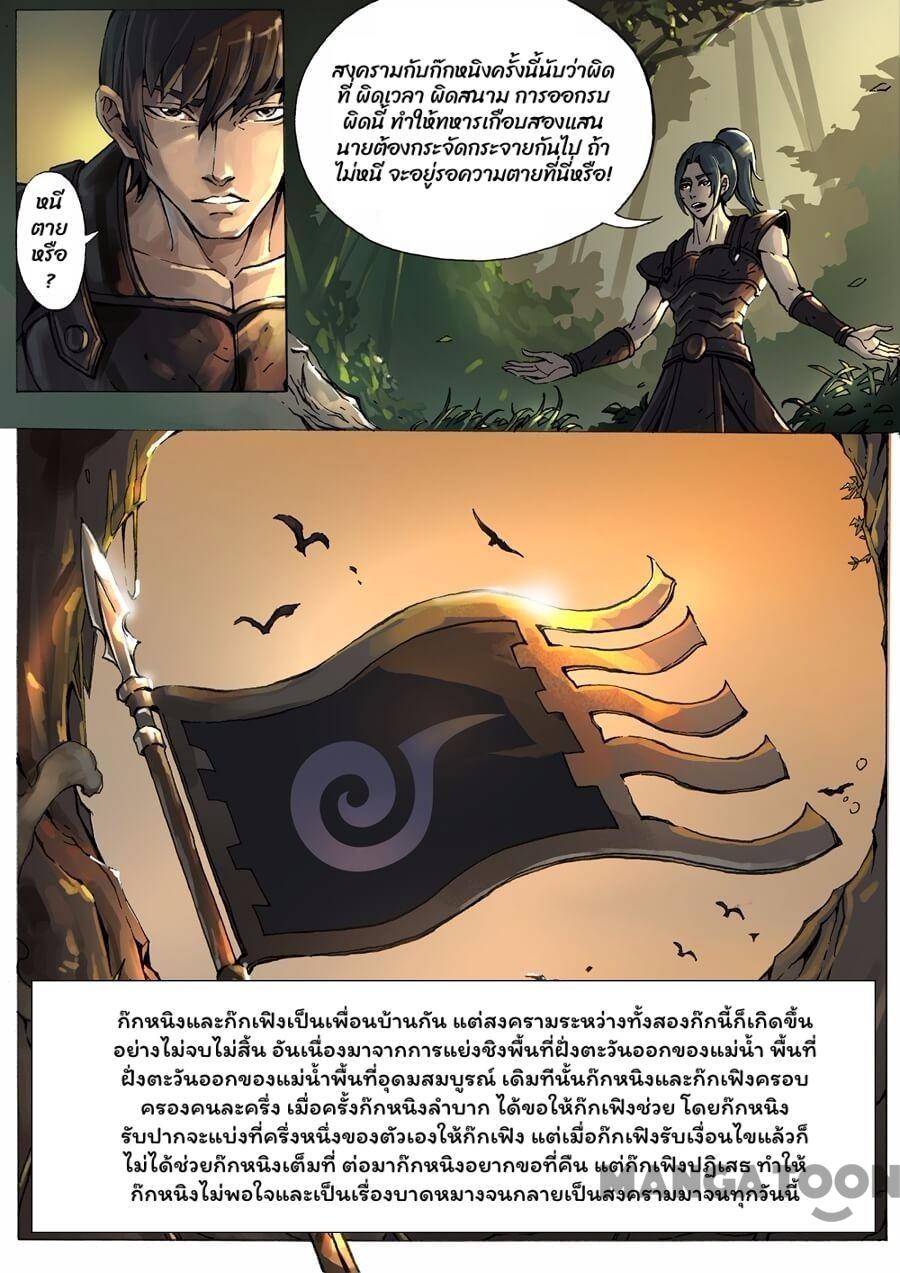 หนี
ตาย
หรือ
?
สงครามกับก๊กหนิงครั้งนี้นับว่าผิด
ที่ ผิดเวลา ผิดสนาม การออกรบ
ผิดนี้ ทำให้ทหารเกือบสองแสน
นายต้องกระจัดกระจายกันไป ถ้า
ไม่หนี จะอยู่รอความตายที่นี่หรือ!
ก๊กหนิงและก๊กเฟิงเป็นเพื่อนบ้านกัน แต่สงครามระหว่างทั้งสองก๊กนี้ก็เกิดขึ้น
อย่างไม่จบไม่สิ้น อันเนื่องมาจากการแย่งชิงพื้นที่ฝั่งตะวันออกของแม่น้ำ พื้นที่
ฝั่งตะวันออกของแม่น้ำพื้นที่อุดมสมบูรณ์ เดิมทีนั้นก๊กหนิงและก๊กเฟิงครอบ
ครองคนละครึ่ง เมื่อครั้งก๊กหนิงลำบาก ได้ขอให้ก๊กเฟิงช่วย โดยก๊กหนิง
รับปากจะแบ่งที่ครึ่งหนึ่งของตัวเองให้ก๊กเฟิง แต่เมื่อก๊กเฟิงรับเงื่อนไขแล้วก็
ไม่ได้ช่วยก๊กหนิงเต็มที่ ต่อมาก๊กหนิงอยากขอที่คืน แต่ก๊กเฟิงปฏิเสธ ทำให้
ก๊กหนิงไม่พอใจและเป็นเรื่องบาดหมางจนกลายเป็นสงครามมาจนทุกวันนี้
MANGATOON